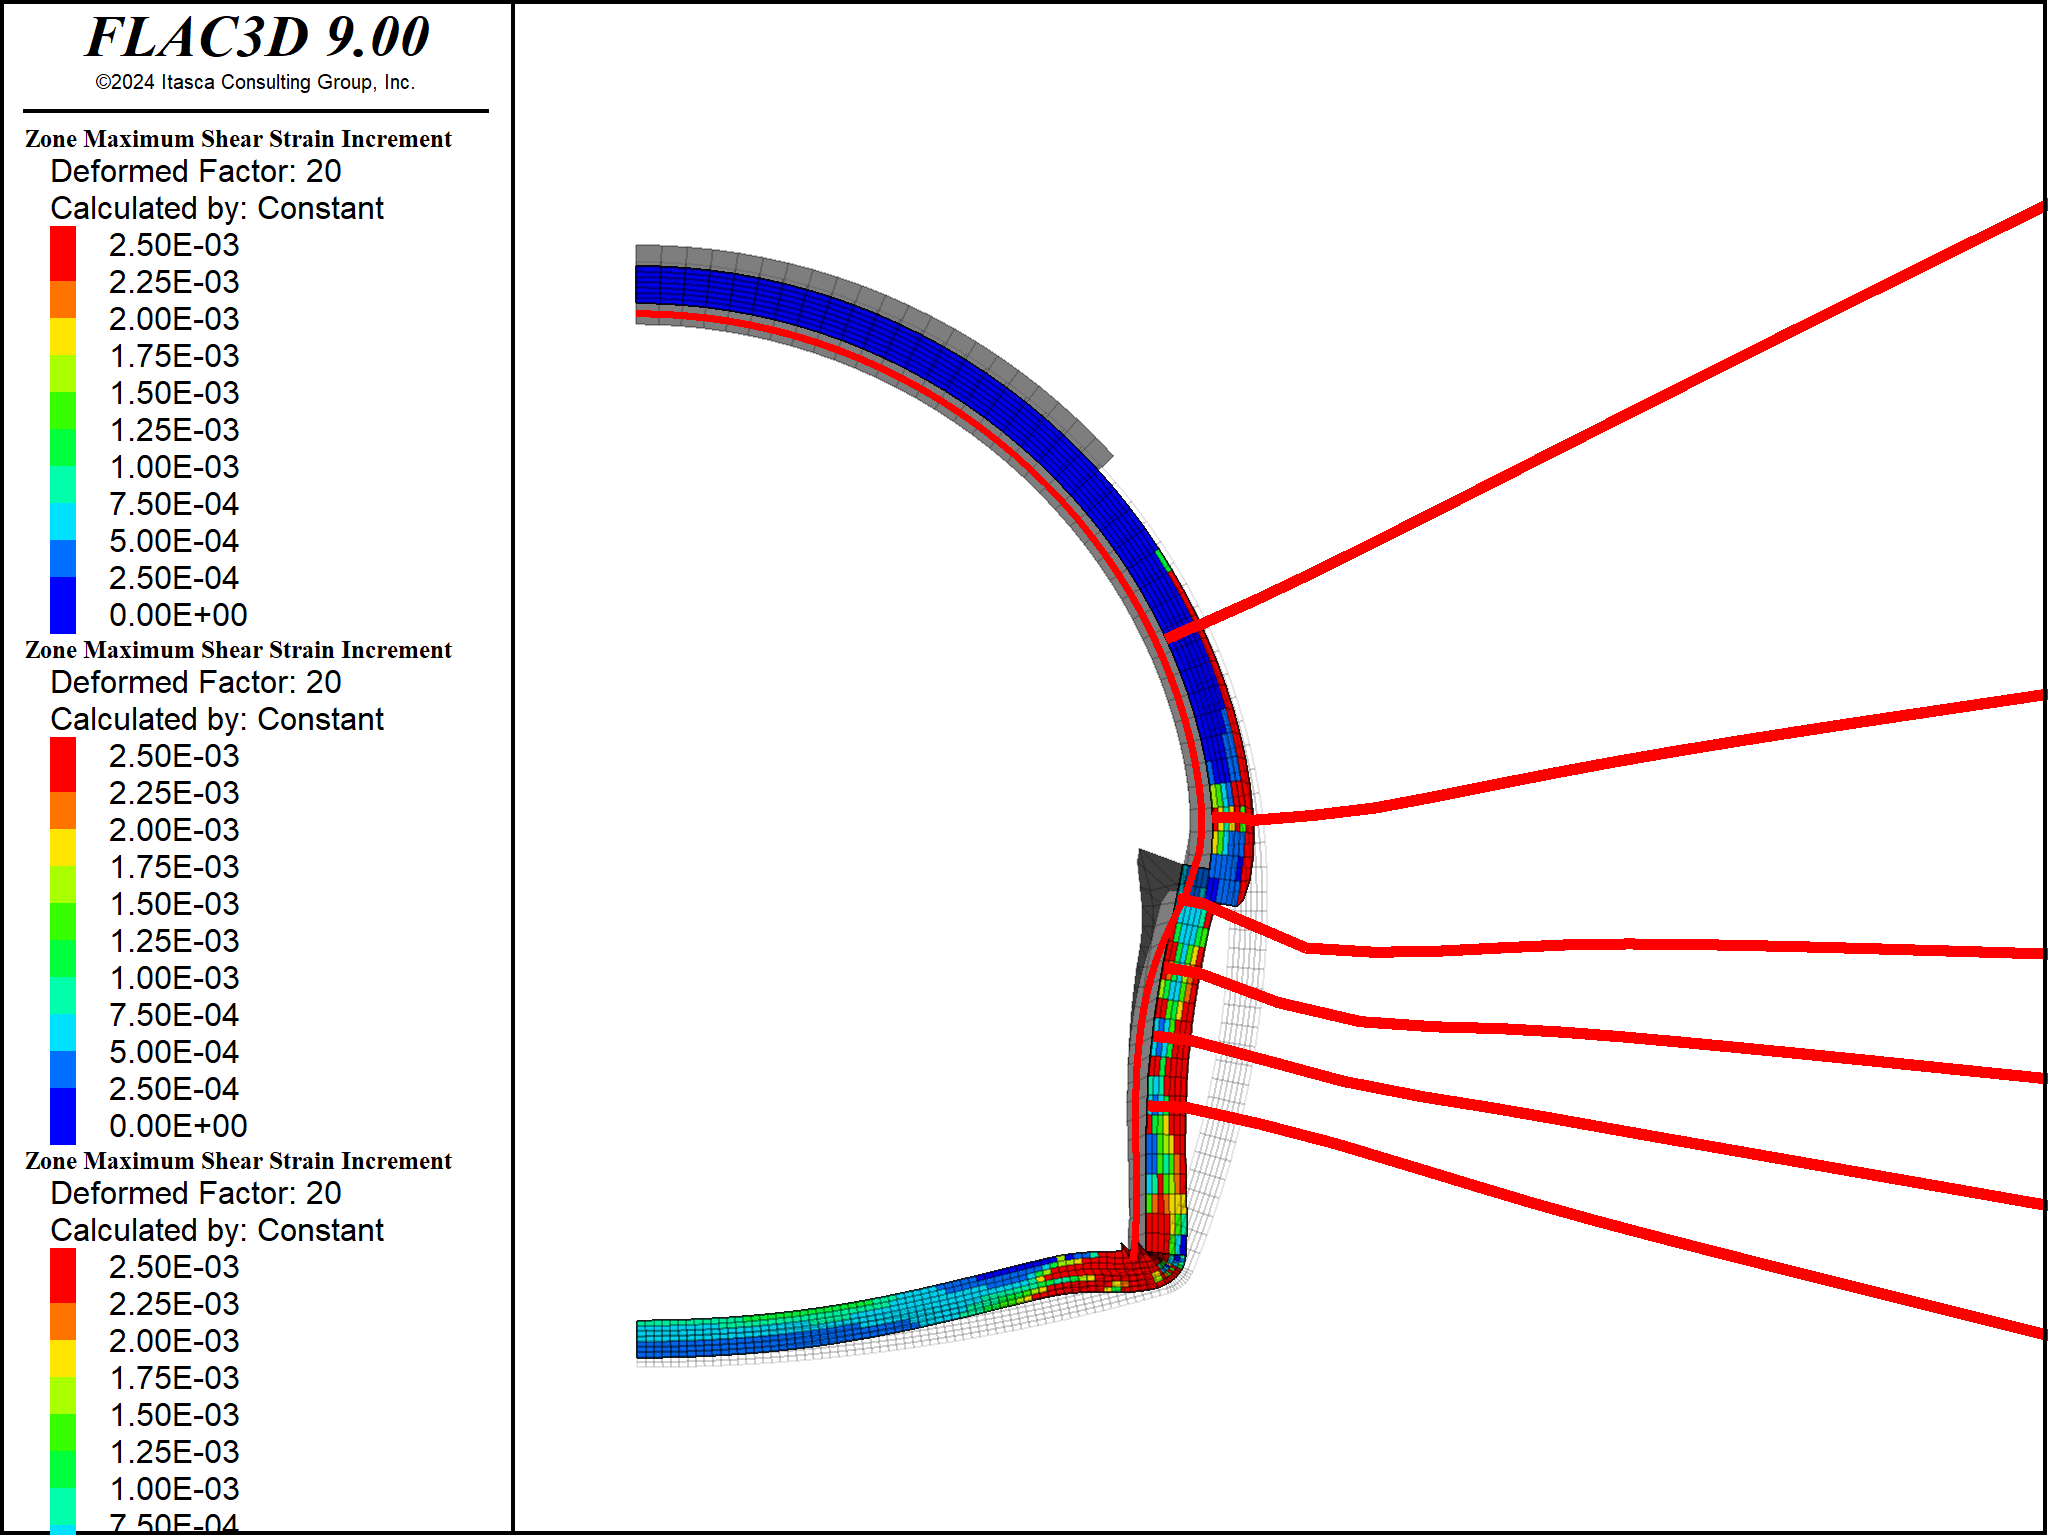 FLAC3D 9.00
©2024 Itasca Consulting Group, Inc.
Zone Maximum Shear Strain Increment
Deformed Factor: 20
Calculated by: Constant
2.50E-03
2.25E-03
2.00E-03
1.75E-03
1.50E-03
1.25E-03
1.00E-03
7.50E-04
5.00E-04
2.50E-04
0.00E+00
Zone Maximum Shear Strain Increment
Deformed Factor: 20
Calculated by: Constant
2.50E-03
2.25E-03
2.00E-03
1.75E-03
1.50E-03
1.25E-03
1.00E-03
7.50E-04
5.00E-04
2.50E-04
0.00E+00
Zone Maximum Shear Strain Increment
Deformed Factor: 20
Calculated by: Constant
2.50E-03
2.25E-03
2.00E-03
1.75E-03
1.50E-03
1.25E-03
1.00E-03
7.50E-04